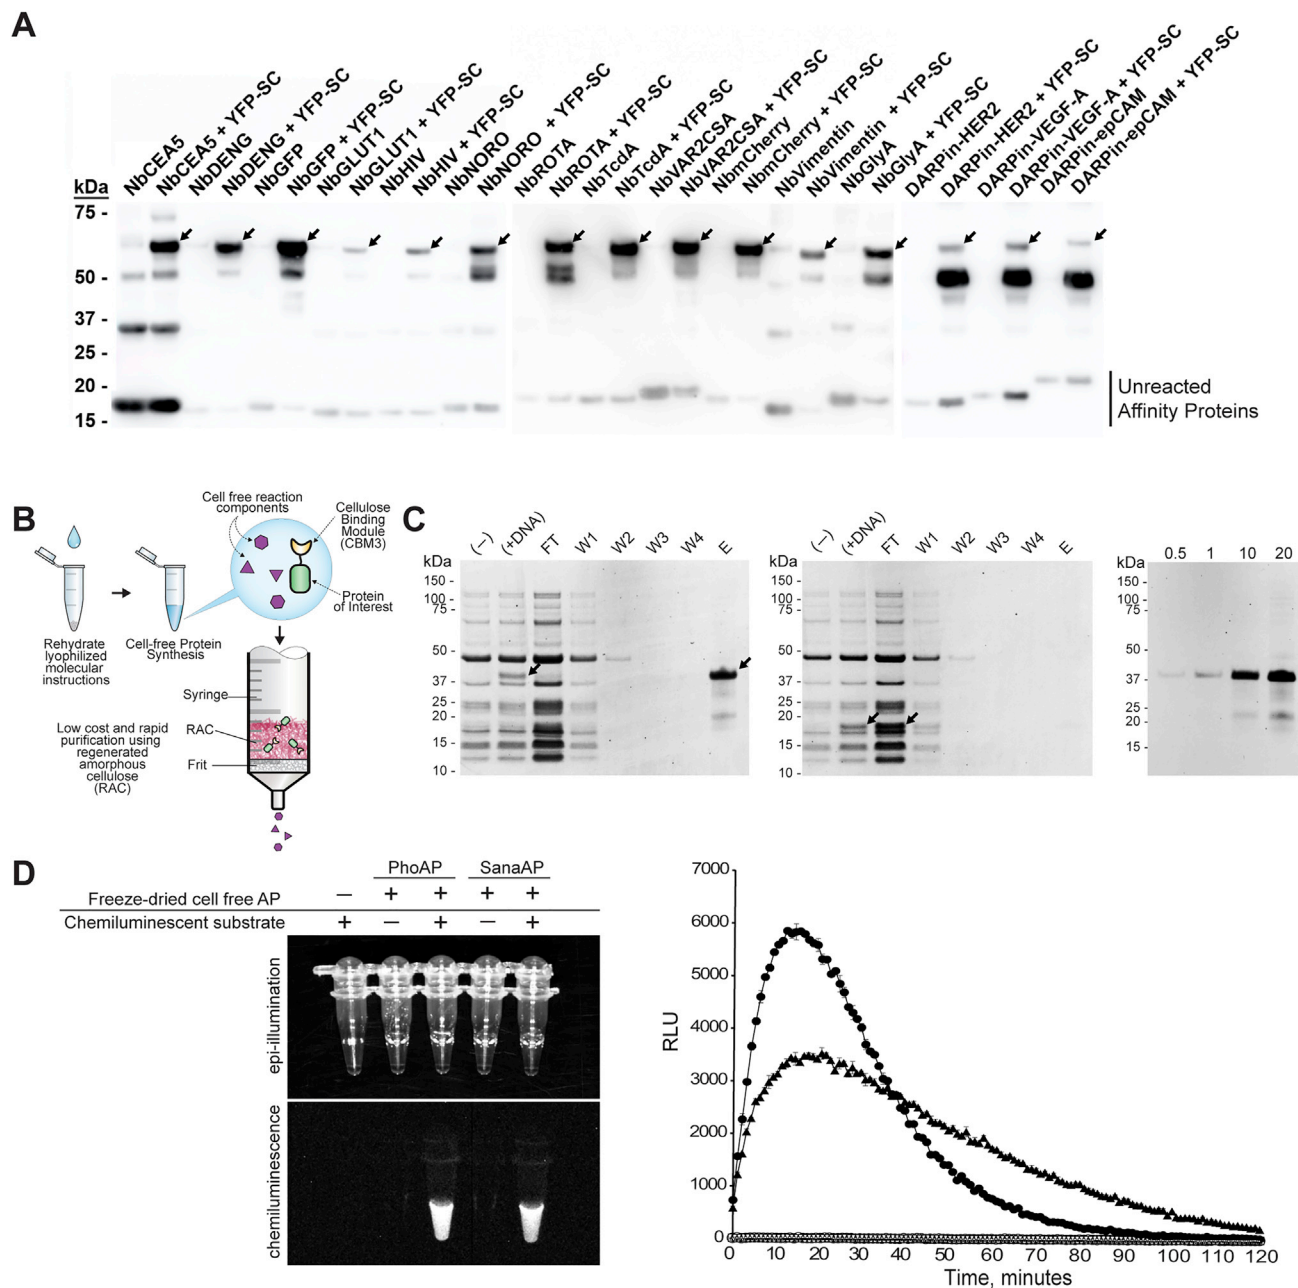 A
kDa
NbCEA5
NbCEA5 + YFP-SC
NbDENG
NbDENG + YFP-SC
NbGFP
NbGFP + YFP-SC
NbGLUT1
NbGLUT1 + YFP-SC
NbHIV
NbHIV + YFP-SC
NbNORO
NbNORO + YFP-SC
NbROTA
NbROTA + YFP-SC
NbTcdA
NbTcdA + YFP-SC
NbVAR2CSA
NbVAR2CSA + YFP-SC
NbmCherry
NbmCherry + YFP-SC
NbVimentin
NbVimentin + YFP-SC
NbGlyA
NbGlyA + YFP-SC
DARPin-HER2
DARPin-HER2 + YFP-SC
DARPin-VEGF-A
DARPin-VEGF-A + YFP-SC
DARPin-epCAM
DARPin-epCAM + YFP-SC
75 -
50 -
37 -
25 -
20 -
15 -
Unreacted
Affinity Proteins
B
Cell free reaction
components
Cellulose
Binding
Module
(CBM3)
Protein
of Interest
Rehydrate
lyophilized
molecular
instructions
Cell-free Protein
Synthesis
Syringe
RAC
Frit
Low cost and rapid
purification using
regenerated
amorphous
cellulose
(RAC)
C
kDa
(–) (+DNA) FT W1 W2 W3 W4 E
150 -
100 -
75 -
50 -
37 -
25 -
20 -
15 -
10 -
kDa
(–) (+DNA) FT W1 W2 W3 W4 E
150 -
100 -
75 -
50 -
37 -
25 -
20 -
15 -
10 -
kDa
0.5 1 10 20
150 -
100 -
75 -
50 -
37 -
25 -
20 -
15 -
D
PhoAP SanaAP
Freeze-dried cell free AP — + + + +
Chemiluminescent substrate + — + — +
epi-illumination
chemiluminescence
RLU
7000
6000
5000
4000
3000
2000
1000
0
0 10 20 30 40 50 60 70 80 90 100 110 120
Time, minutes